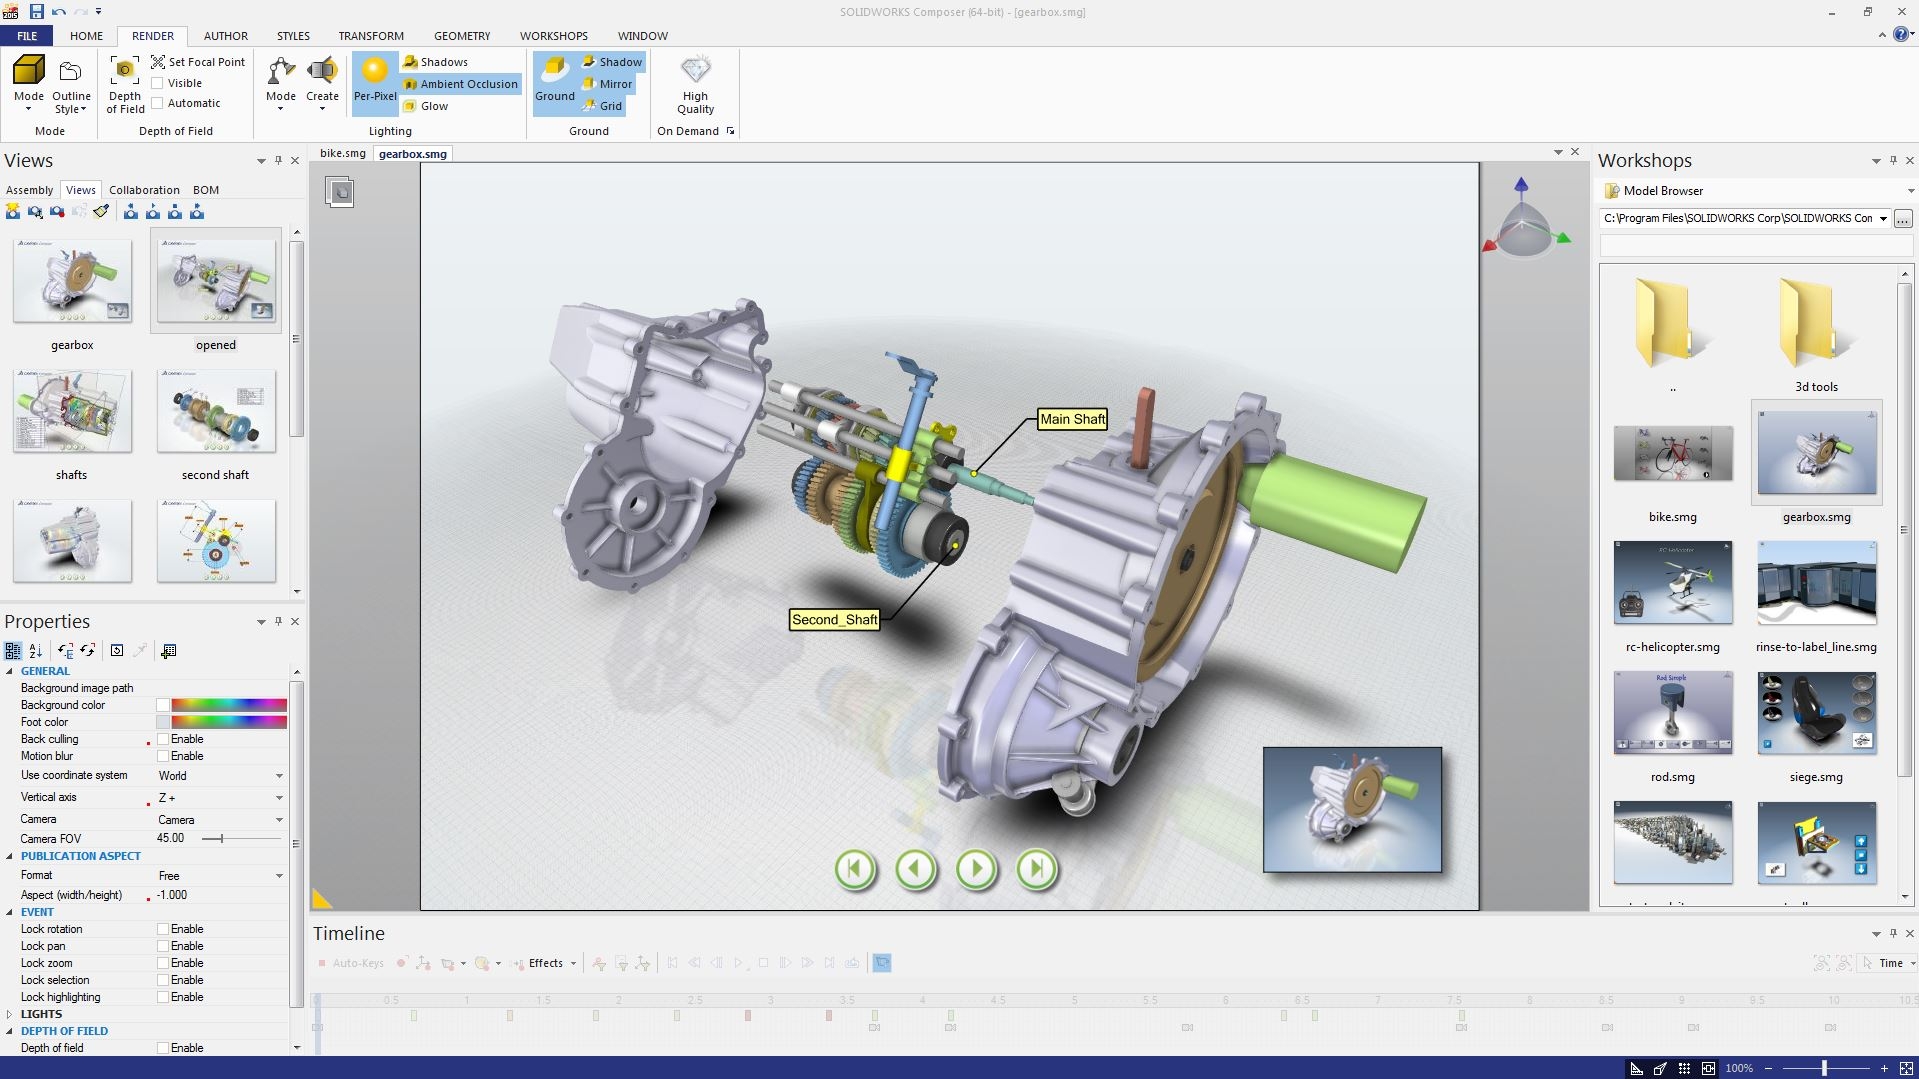 SOLIDWORKS Composer (64-bit) - [gearbox.smg]
FILE HOME RENDER AUTHOR STYLES TRANSFORM GEOMETRY WORKSHOPS WINDOW
Mode
Outline Style
Mode
Depth of Field
Set Focal Point
Visible
Automatic
Depth of Field
Mode
Create
Per-Pixel
Shadows
Ambient Occlusion
Glow
Lighting
Ground
Shadow
Mirror
Grid
Ground
High Quality
On Demand
Views
Assembly Views Collaboration BOM
gearbox
opened
shafts
second shaft
Properties
GENERAL
Background image path
Background color
Foot color
Back culling Enable
Motion blur Enable
Use coordinate system World
Vertical axis Z +
Camera Camera
Camera FOV 45.00
PUBLICATION ASPECT
Format Free
Aspect (width/height) -1.000
EVENT
Lock rotation Enable
Lock pan Enable
Lock zoom Enable
Lock selection Enable
Lock highlighting Enable
LIGHTS
DEPTH OF FIELD
Depth of field Enable
bike.smg gearbox.smg
Main Shaft
Second_Shaft
Timeline
Auto-Keys Effects Time
0.5 1 1.5 2 2.5 3 3.5 4 4.5 5 5.5 6 6.5 7 7.5 8 8.5 9 9.5 10 10.5
Workshops
Model Browser
C:\Program Files\SOLIDWORKS Corp\SOLIDWORKS Con
...
..
3d tools
bike.smg
gearbox.smg
RC Helicopter
rc-helicopter.smg
rinse-to-label_line.smg
Rod Simple
rod.smg
siege.smg
100%